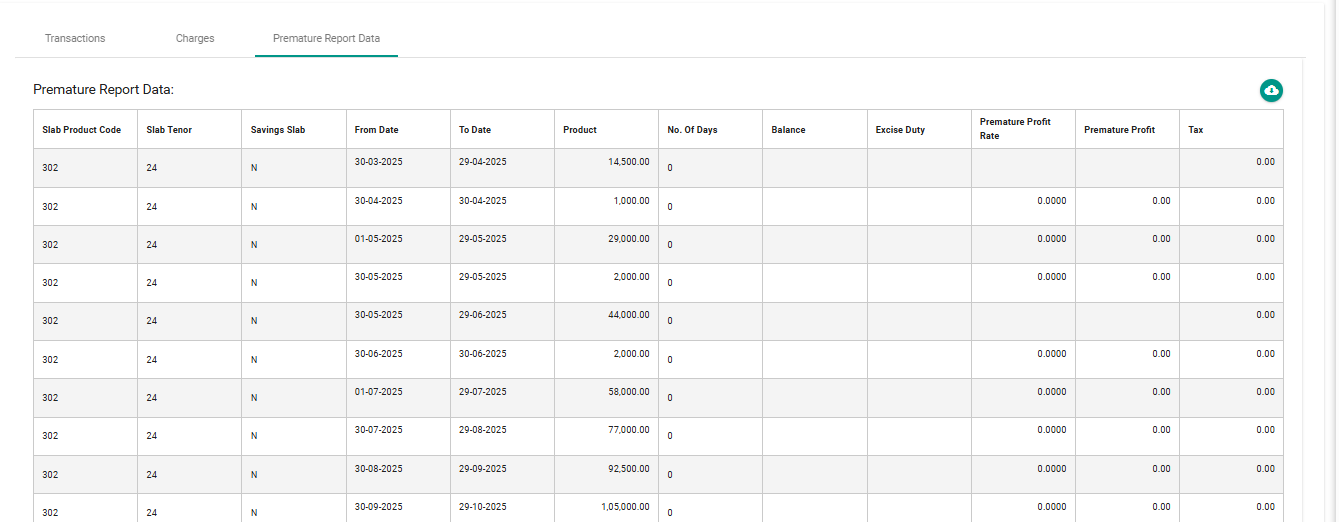 Transactions Charges Premature Report Data
Premature Report Data:
Slab Product Code Slab Tenor Savings Slab From Date To Date Product No. Of Days Balance Excise Duty Premature Profit Rate Premature Profit Tax
302 24 N 30-03-2025 29-04-2025 14,500.00 0 0.00
302 24 N 30-04-2025 30-04-2025 1,000.00 0 0.0000 0.00 0.00
302 24 N 01-05-2025 29-05-2025 29,000.00 0 0.0000 0.00 0.00
302 24 N 30-05-2025 29-05-2025 2,000.00 0 0.0000 0.00 0.00
302 24 N 30-05-2025 29-06-2025 44,000.00 0 0.00
302 24 N 30-06-2025 30-06-2025 2,000.00 0 0.0000 0.00 0.00
302 24 N 01-07-2025 29-07-2025 58,000.00 0 0.0000 0.00 0.00
302 24 N 30-07-2025 29-08-2025 77,000.00 0 0.0000 0.00 0.00
302 24 N 30-08-2025 29-09-2025 92,500.00 0 0.0000 0.00 0.00
302 24 N 30-09-2025 29-10-2025 1,05,000.00 0 0.0000 0.00 0.00